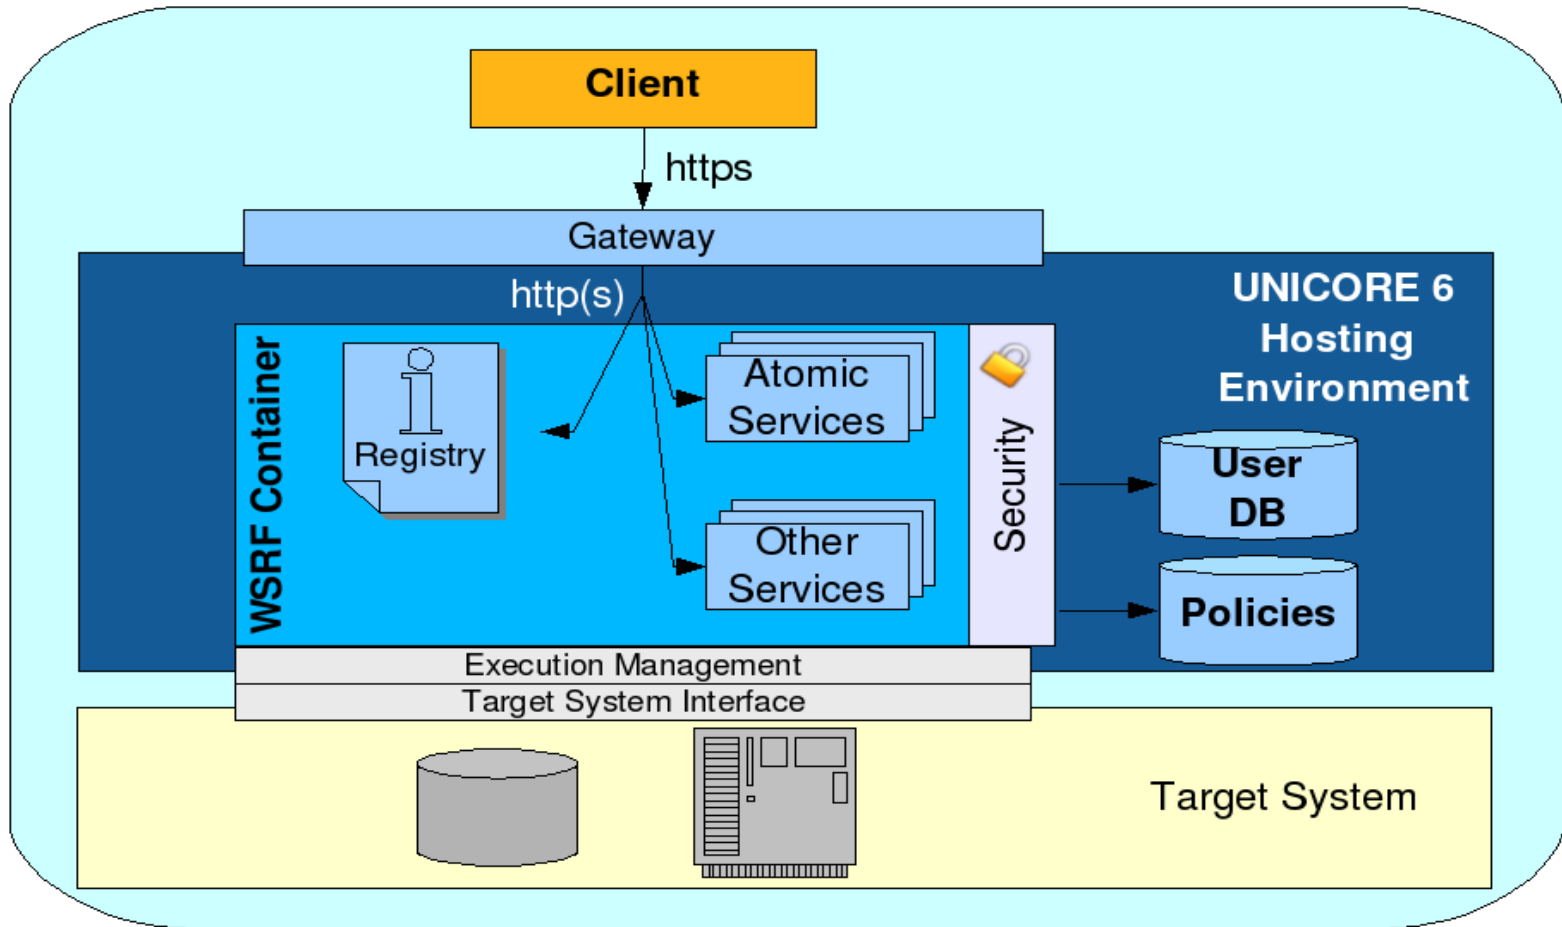 Client
https
Gateway
http(s)
UNICORE 6
Hosting
Environment
WSRF Container
Registry
Atomic
Services
Other
Services
Security
User
DB
Policies
Execution Management
Target System Interface
Target System